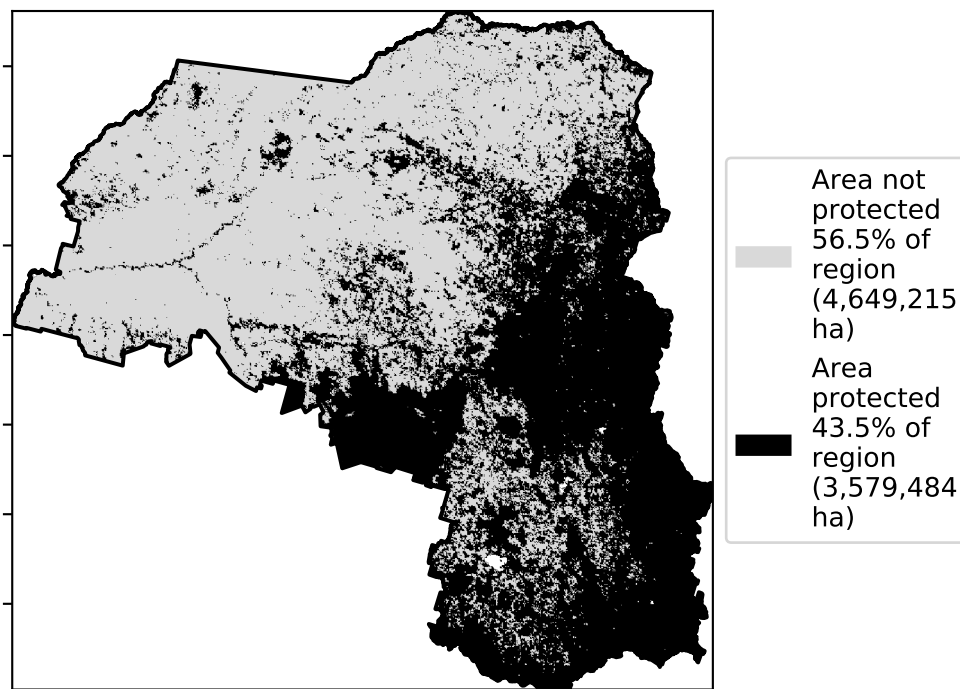 Area not
protected
56.5% of
region
(4,649,215
ha)
Area
protected
43.5% of
region
(3,579,484
ha)